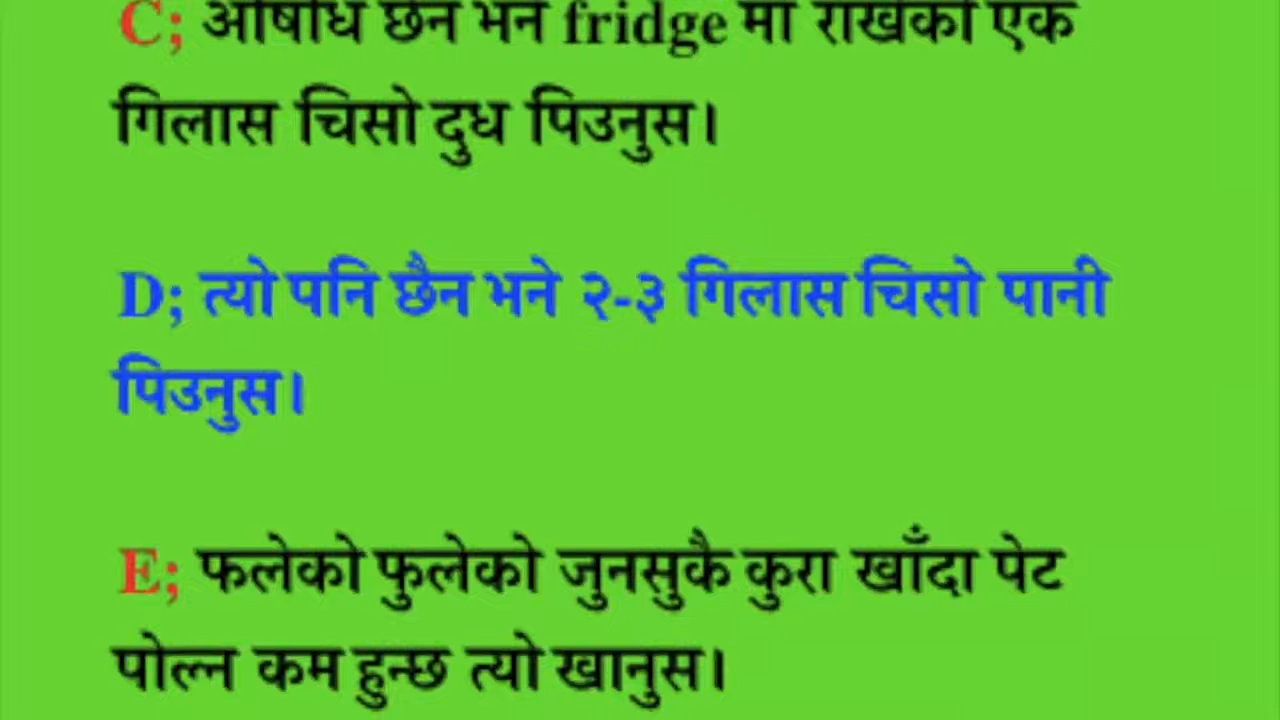 C; औषधि छैन भने fridge मा राखेको एक
गिलास चिसो दुध पिउनुस।
D; त्यो पनि छैन भने २-३ गिलास चिसो पानी
पिउनुस।
E; फलेको फुलेको जुनसुकै कुरा खाँदा पेट
पोल्न कम हुन्छ त्यो खानुस।